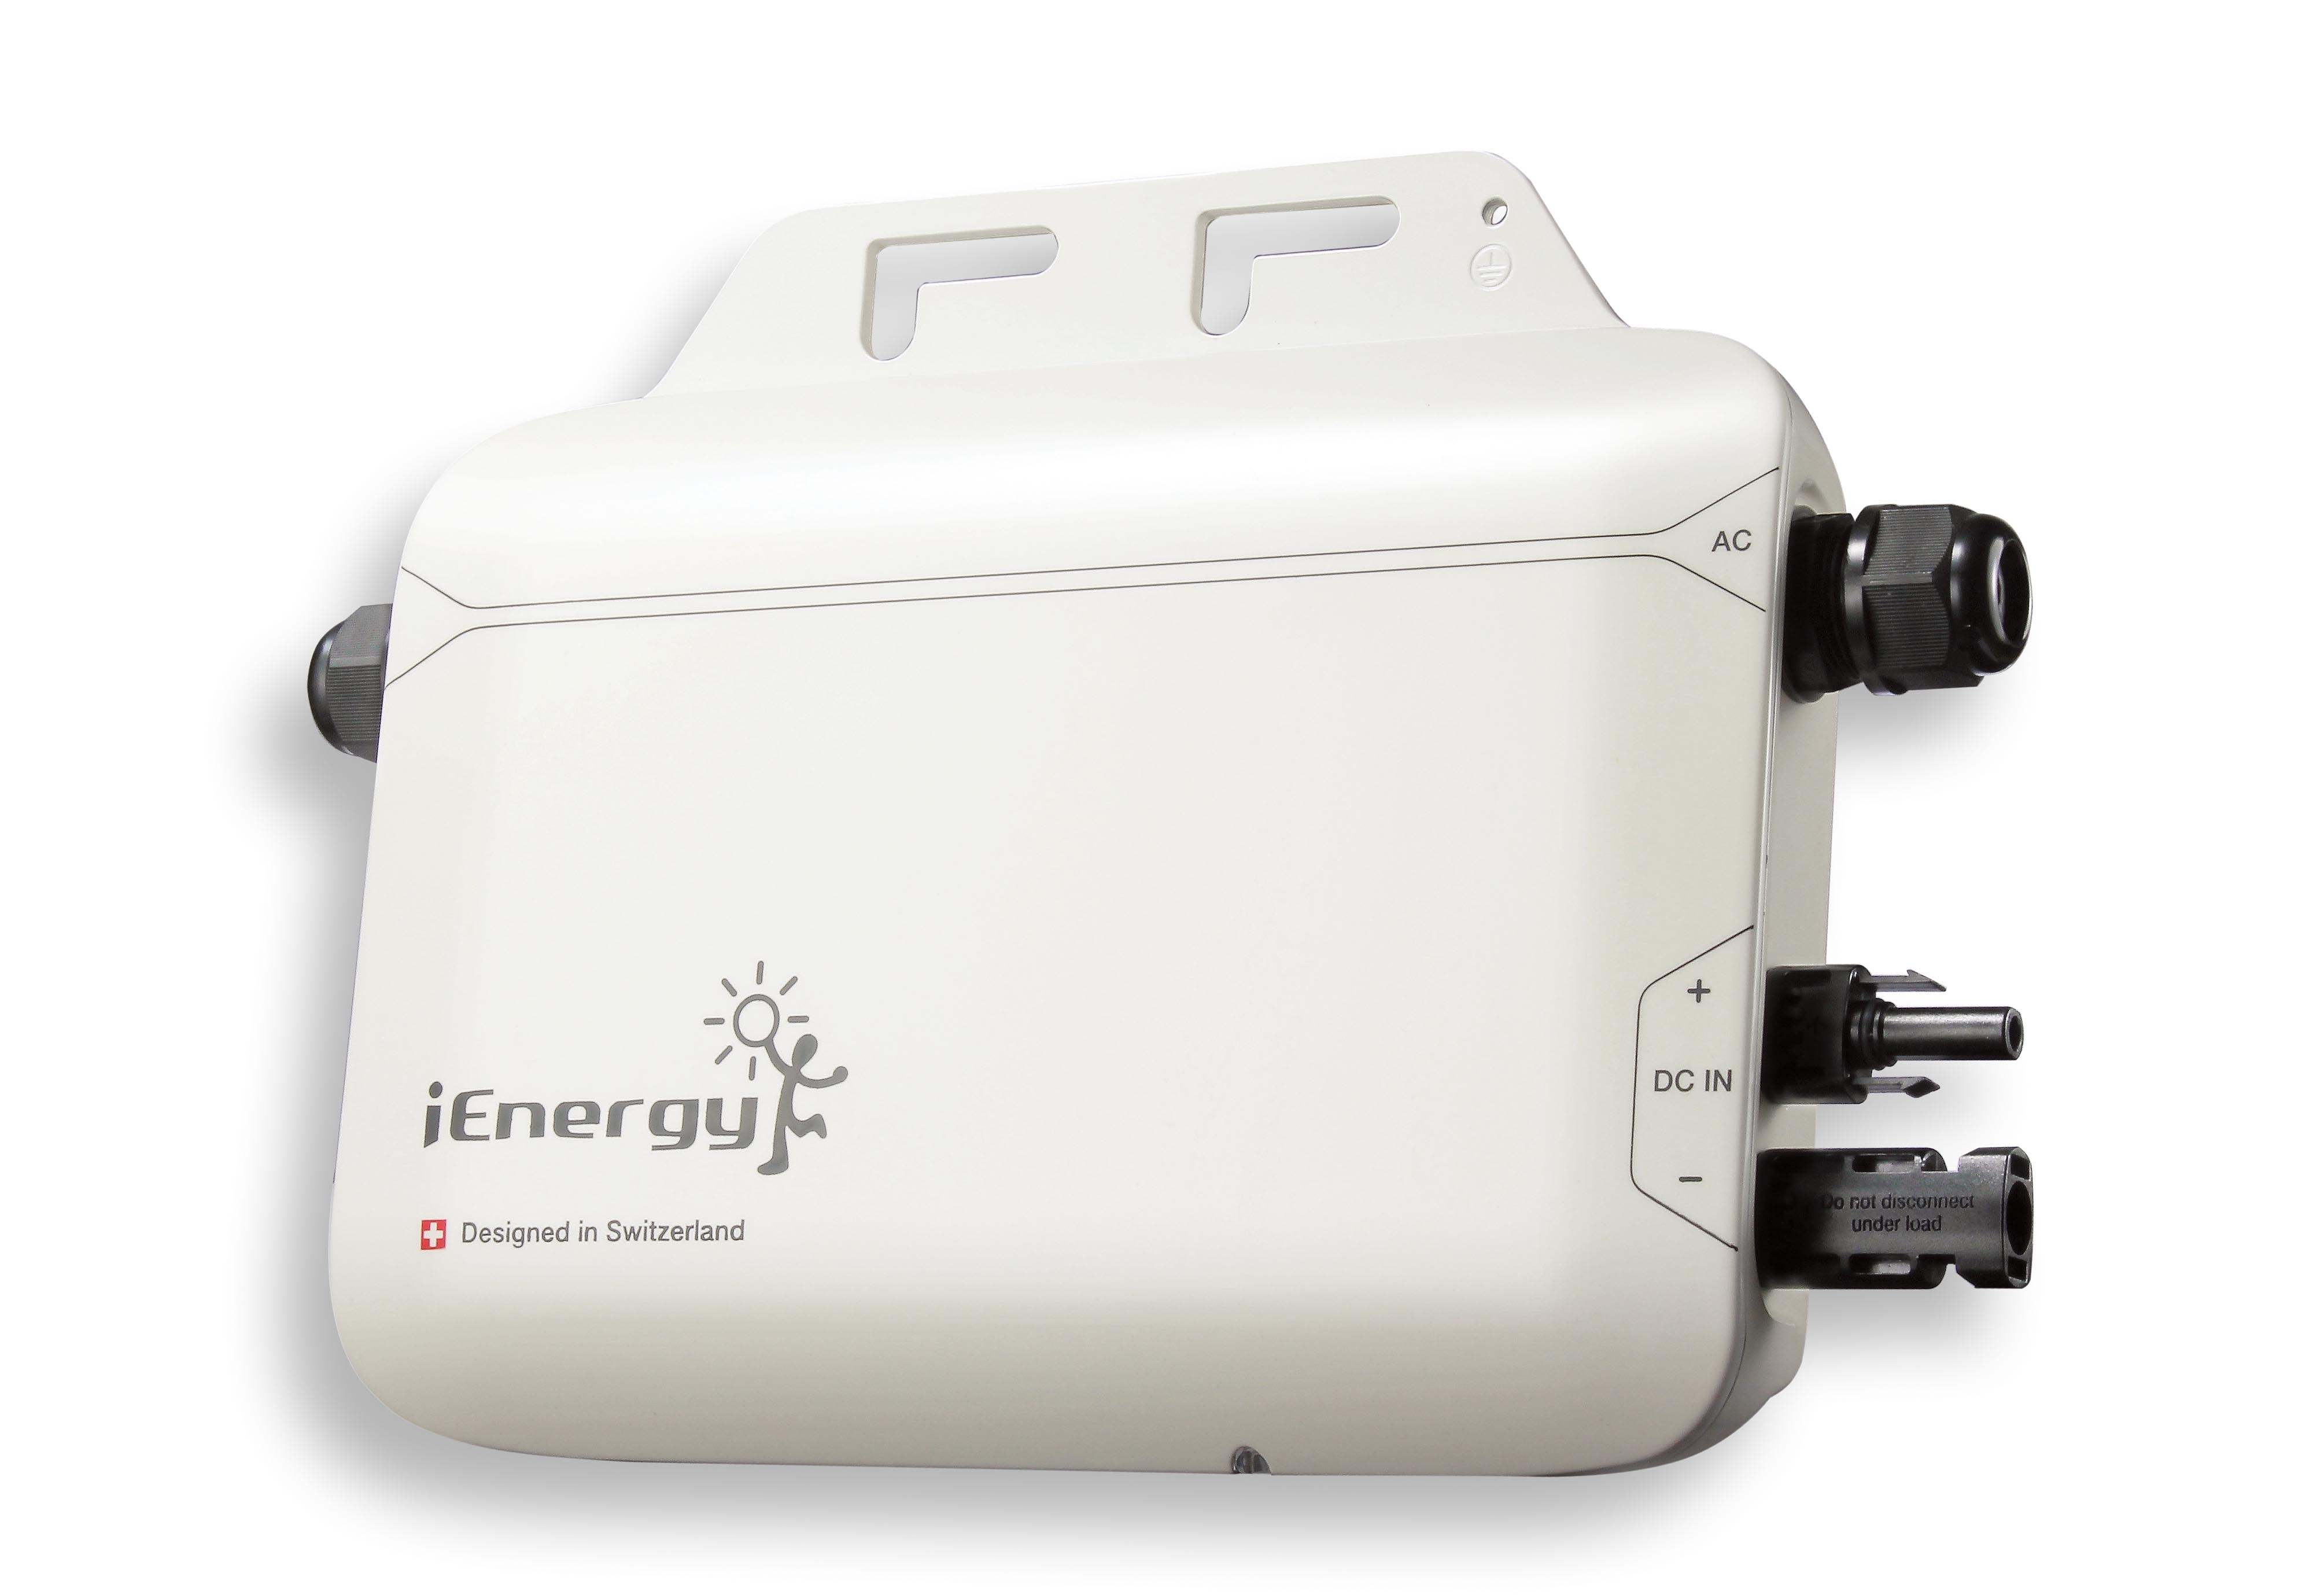 AC
+
DC IN
−
Do not disconnect
under load
iEnergy
Designed in Switzerland